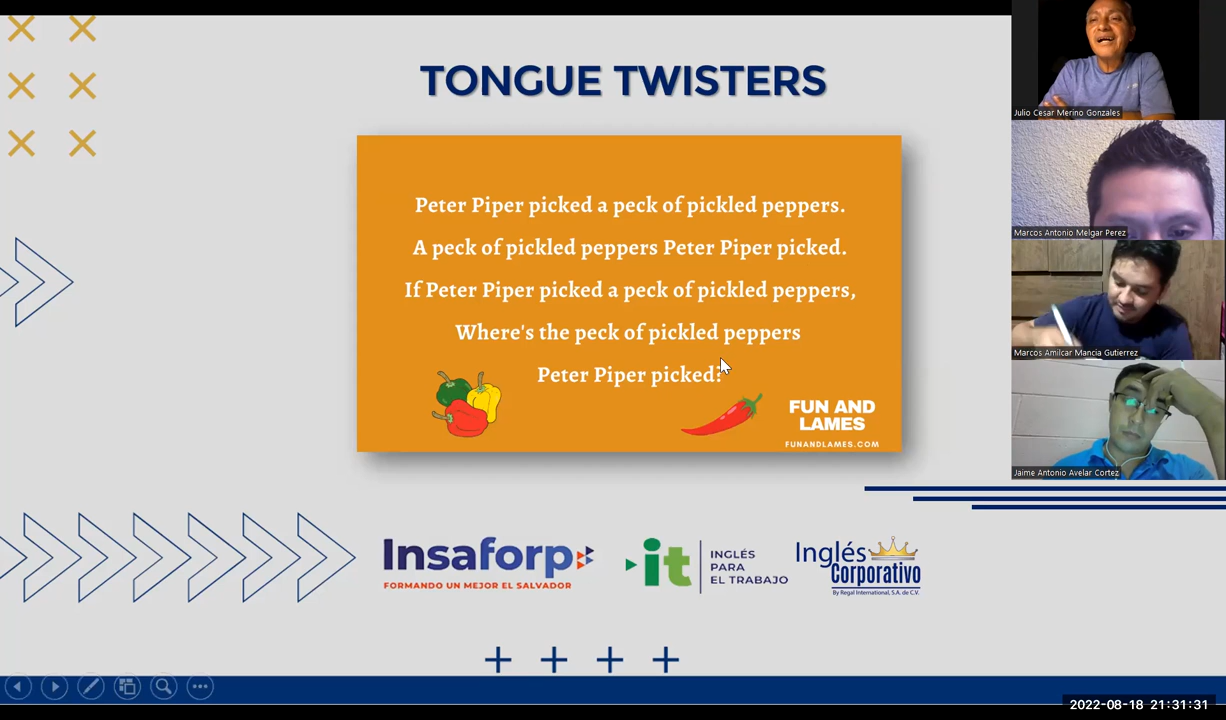 TONGUE TWISTERS
Peter Piper picked a peck of pickled peppers.
A peck of pickled peppers Peter Piper picked.
If Peter Piper picked a peck of pickled peppers,
Where's the peck of pickled peppers
Peter Piper picked?
FUN AND
LAMES
FUNANDLAMES.COM
Insaforp
FORMANDO UN MEJOR EL SALVADOR
it
INGLÉS
PARA
EL TRABAJO
Inglés
Corporativo
By Regal International, S.A. de C.V.
Julio Cesar Merino Gonzales
Marcos Antonio Melgar Perez
Marcos Amilcar Mancia Gutierrez
Jaime Antonio Avelar Cortez
2022-08-18 21:31:31